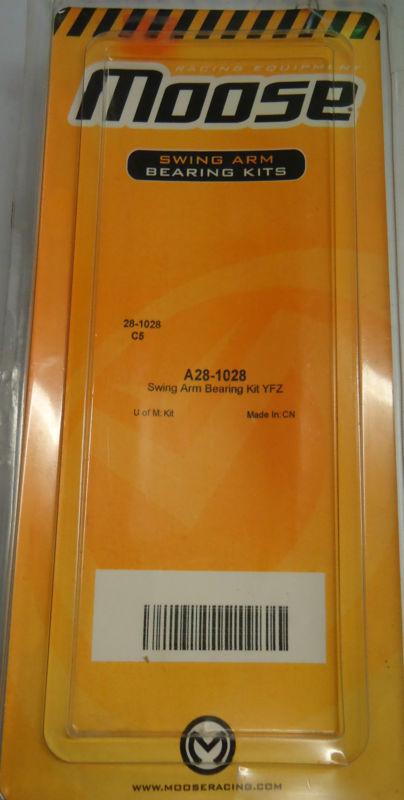 RACING EQUIPMENT
MOOSE
SWING ARM
BEARING KITS
28-1028
C5
A28-1028
Swing Arm Bearing Kit YFZ
U of M: Kit Made In: CN
M
WWW.MOOSERACING.COM